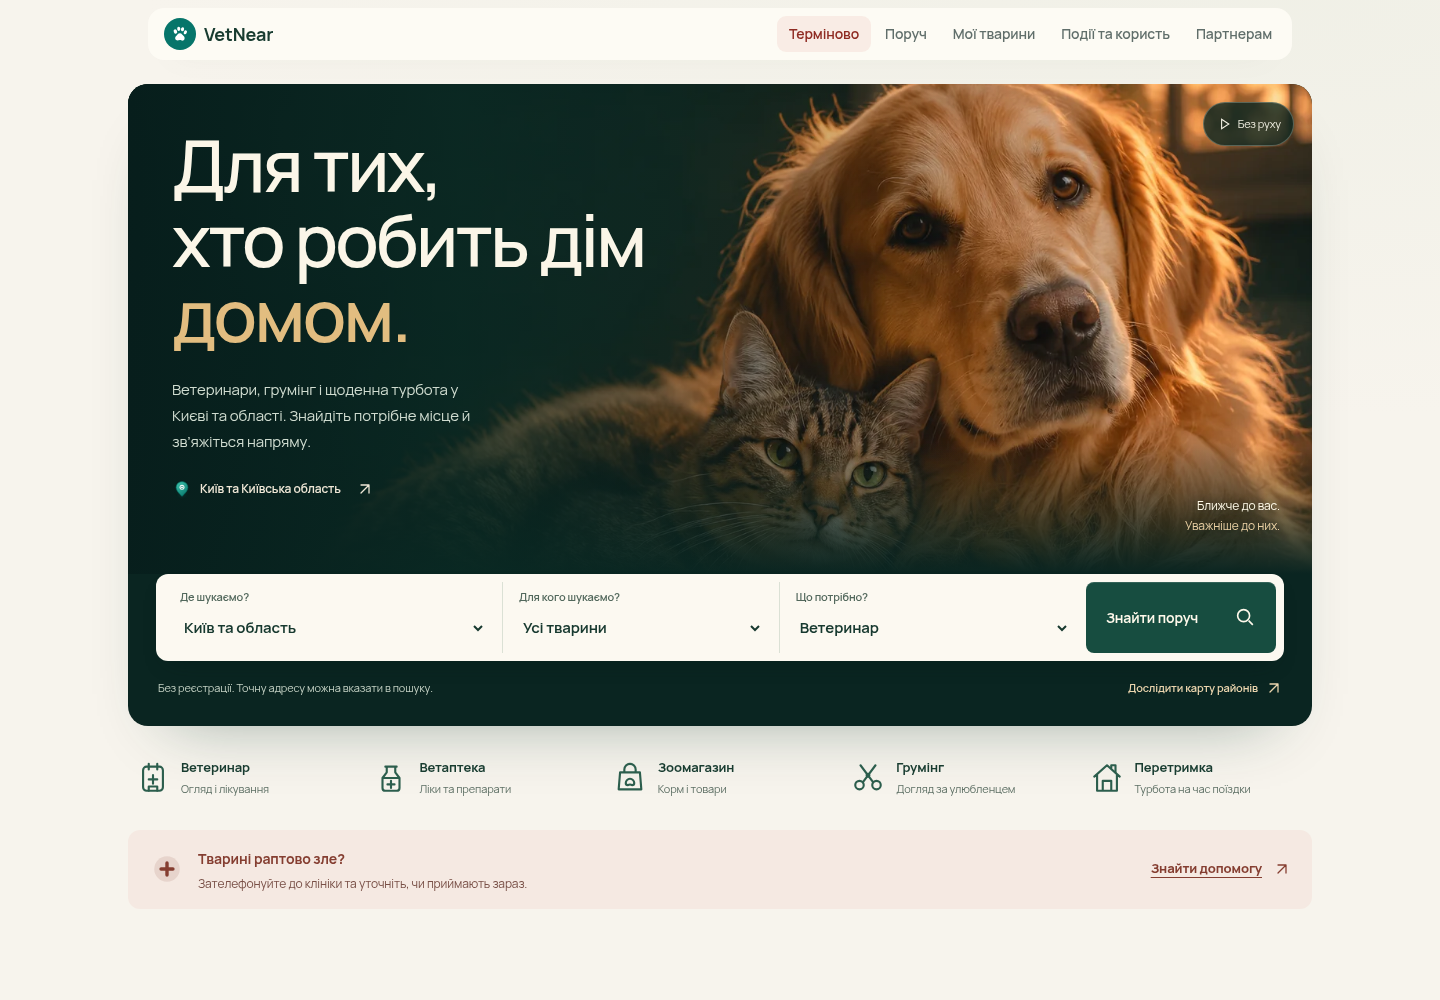 VetNear
Терміново
Поруч
Мої тварини
Події та користь
Партнерам
Без руху
Для тих,
хто робить дім
домом.
Ветеринари, грумінг і щоденна турбота у
Києві та області. Знайдіть потрібне місце й
зв'яжіться напряму.
Київ та Київська область
Ближче до вас.
Уважніше до них.
Де шукаємо?
Київ та область
Для кого шукаємо?
Усі тварини
Що потрібно?
Ветеринар
Знайти поруч
Без реєстрації. Точну адресу можна вказати в пошуку.
Дослідити карту районів
Ветеринар
Огляд і лікування
Ветаптека
Ліки та препарати
Зоомагазин
Корм і товари
Грумінг
Догляд за улюбленцем
Перетримка
Турбота на час поїздки
Тварині раптово зле?
Зателефонуйте до клініки та уточніть, чи приймають зараз.
Знайти допомогу